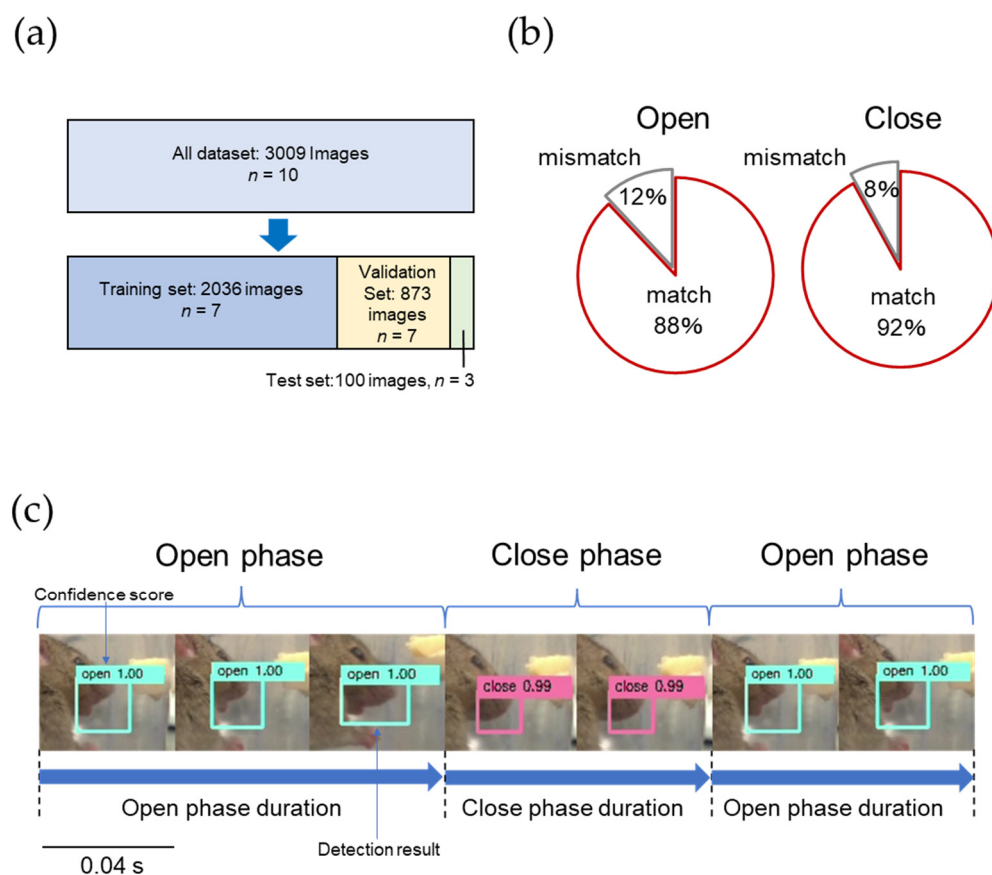 (a)
All dataset: 3009 Images
n = 10
Training set: 2036 images
n = 7
Validation
Set: 873
images
n = 7
Test set:100 images, n = 3
(b)
Open
mismatch
12%
match
88%
Close
mismatch
8%
match
92%
(c)
Open phase
Close phase
Open phase
Confidence score
open 1.00
open 1.00
open 1.00
close 0.99
close 0.99
open 1.00
open 1.00
Open phase duration
Close phase duration
Open phase duration
Detection result
0.04 s